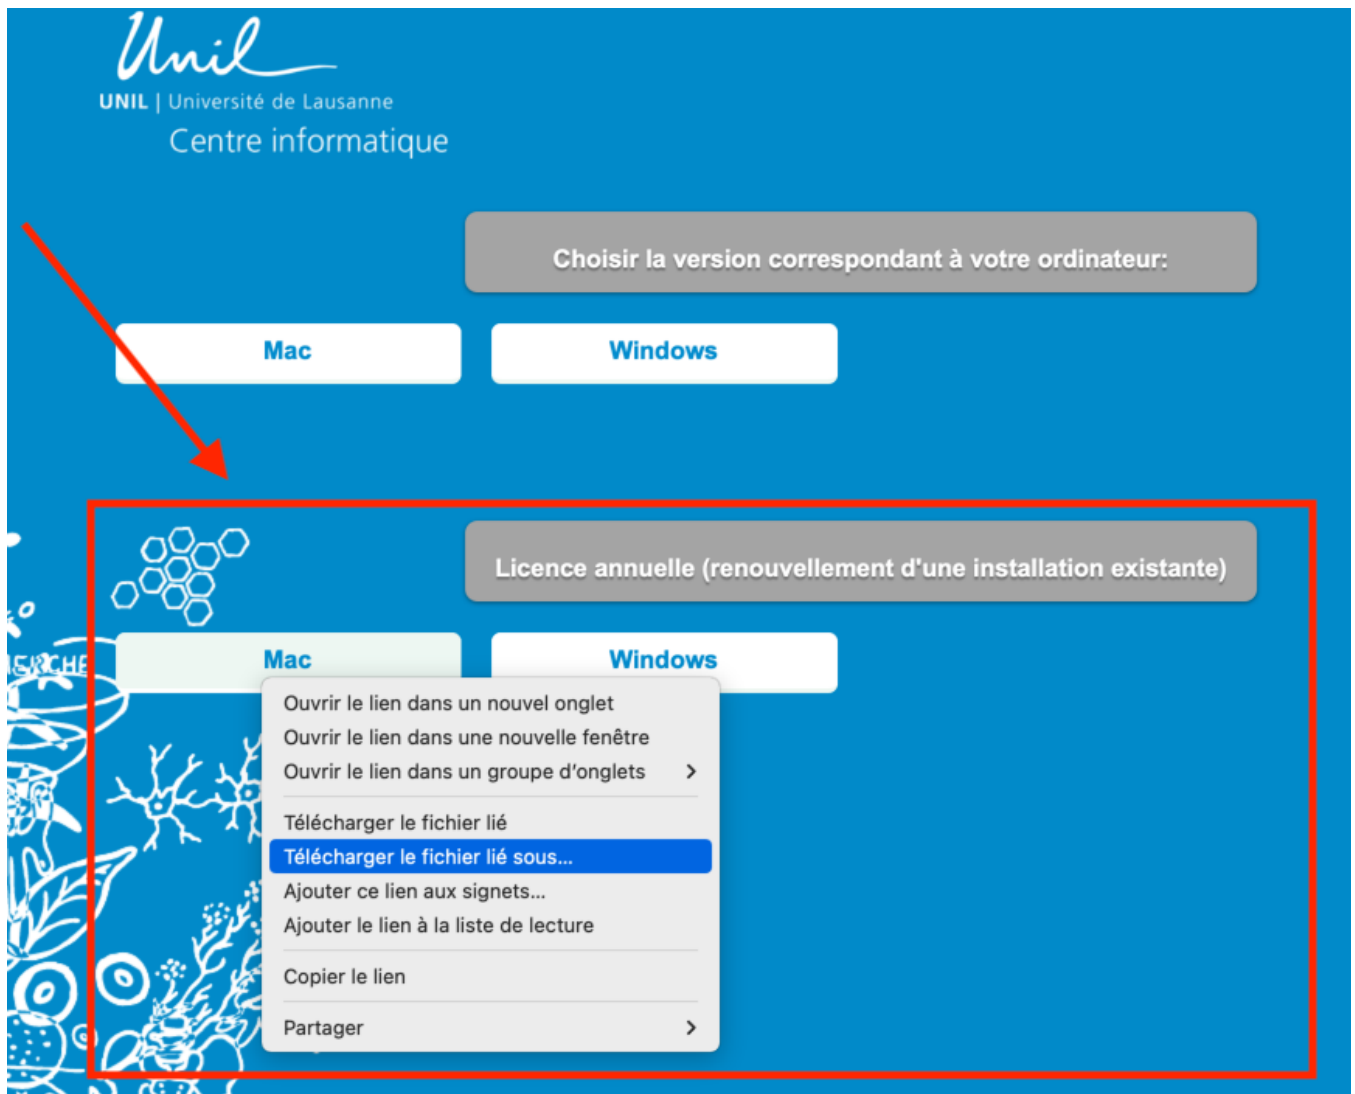 Unil
UNIL | Université de Lausanne
Centre informatique
Choisir la version correspondant à votre ordinateur:
Mac
Windows
Licence annuelle (renouvellement d'une installation existante)
Mac
Windows
Ouvrir le lien dans un nouvel onglet
Ouvrir le lien dans une nouvelle fenêtre
Ouvrir le lien dans un groupe d'onglets
Télécharger le fichier lié
Télécharger le fichier lié sous...
Ajouter ce lien aux signets...
Ajouter le lien à la liste de lecture
Copier le lien
Partager